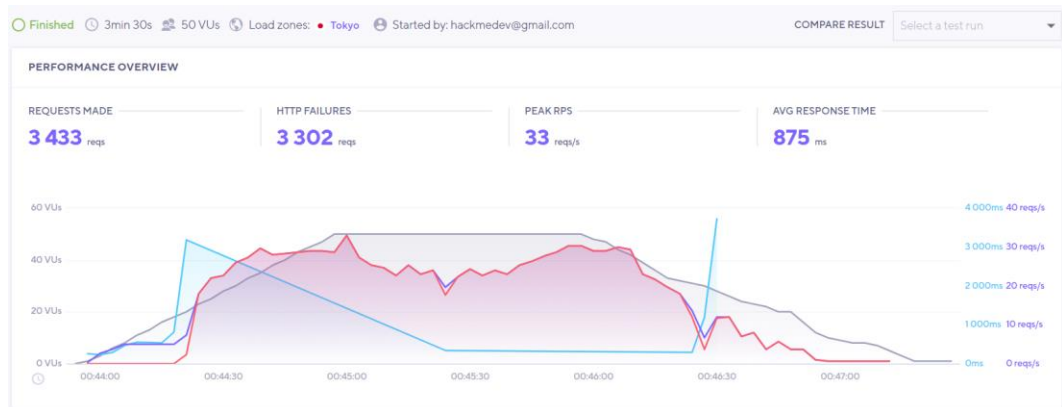 Finished 3min 30s 50 VUs Load zones: • Tokyo Started by: hackmedev@gmail.com COMPARE RESULT Select a test run
PERFORMANCE OVERVIEW
REQUESTS MADE HTTP FAILURES PEAK RPS AVG RESPONSE TIME
3 433 reqs 3 302 reqs 33 reqs/s 875 ms
60 VUs 4 000ms 40 reqs/s
3 000ms 30 reqs/s
40 VUs
2 000ms 20 reqs/s
20 VUs
1 000ms 10 reqs/s
0 VUs 0ms 0 reqs/s
00:44:00 00:44:30 00:45:00 00:45:30 00:46:00 00:46:30 00:47:00